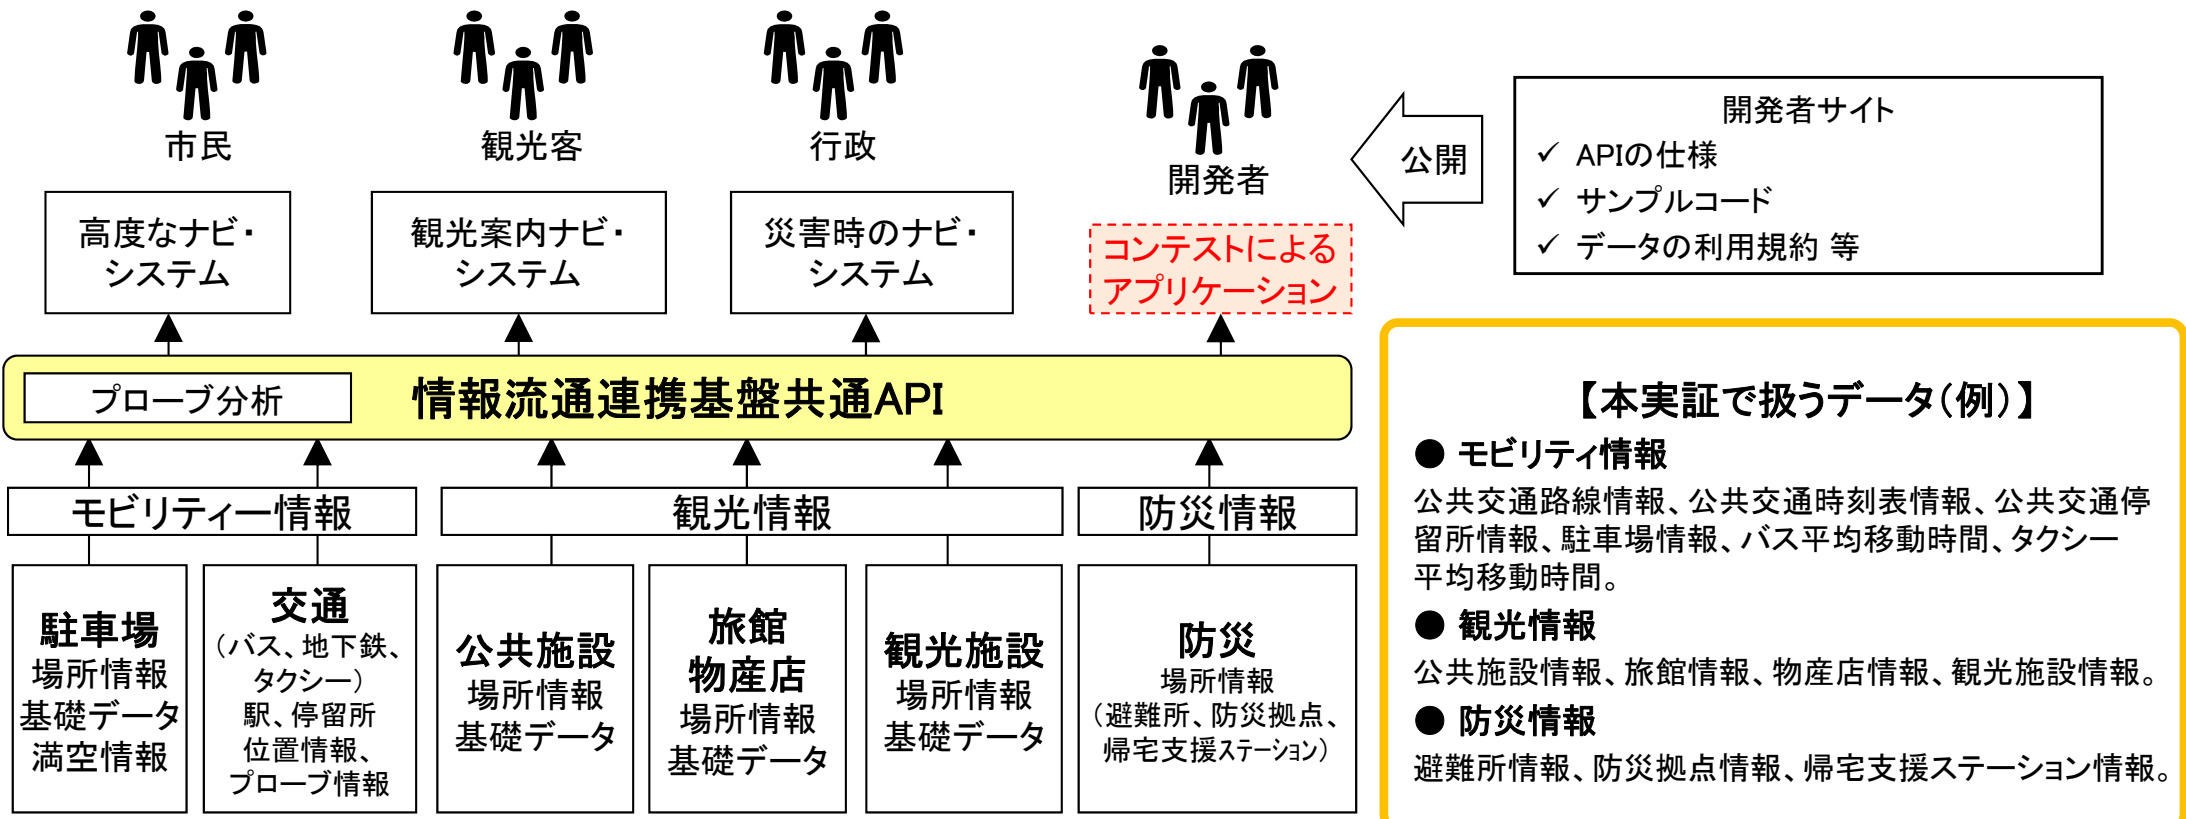 市民
観光客
行政
開発者
公開
開発者サイト
✓ APIの仕様
✓ サンプルコード
✓ データの利用規約 等
高度なナビ・
システム
観光案内ナビ・
システム
災害時のナビ・
システム
コンテストによる
アプリケーション
プローブ分析
情報流通連携基盤共通API
モビリティー情報
観光情報
防災情報
駐車場
場所情報
基礎データ
満空情報
交通
（バス、地下鉄、
タクシー）
駅、停留所
位置情報、
プローブ情報
公共施設
場所情報
基礎データ
旅館
物産店
場所情報
基礎データ
観光施設
場所情報
基礎データ
防災
場所情報
（避難所、防災拠点、
帰宅支援ステーション）
【本実証で扱うデータ（例）】
● モビリティ情報
公共交通路線情報、公共交通時刻表情報、公共交通停
留所情報、駐車場情報、バス平均移動時間、タクシー
平均移動時間。
● 観光情報
公共施設情報、旅館情報、物産店情報、観光施設情報。
● 防災情報
避難所情報、防災拠点情報、帰宅支援ステーション情報。